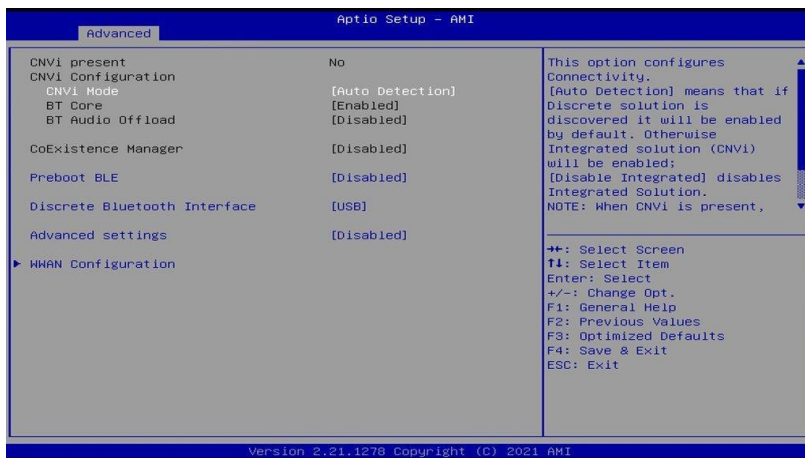 Aptio Setup – AMI
Advanced
CNVi present No
CNVi Configuration
CNVi Mode [Auto Detection]
BT Core [Enabled]
BT Audio Offload [Disabled]
CoExistence Manager [Disabled]
Preboot BLE [Disabled]
Discrete Bluetooth Interface [USB]
Advanced settings [Disabled]
WWAN Configuration
This option configures
Connectivity.
[Auto Detection] means that if
Discrete solution is
discovered it will be enabled
by default. Otherwise
Integrated solution (CNVi)
will be enabled;
[Disable Integrated] disables
Integrated Solution.
NOTE: When CNVi is present,
→←: Select Screen
↑↓: Select Item
Enter: Select
+/-: Change Opt.
F1: General Help
F2: Previous Values
F3: Optimized Defaults
F4: Save & Exit
ESC: Exit
Version 2.21.1278 Copyright (C) 2021 AMI